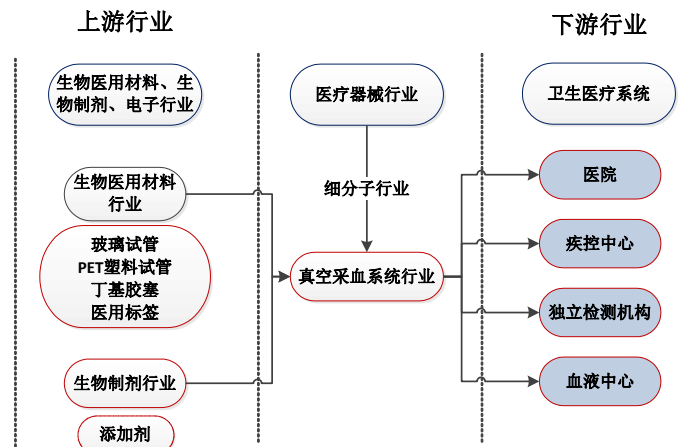 上游行业
下游行业
生物医用材料、生
物制剂、电子行业
医疗器械行业
卫生医疗系统
生物医用材料
行业
细分子行业
医院
玻璃试管
PET塑料试管
丁基胶塞
医用标签
疾控中心
真空采血系统行业
独立检测机构
生物制剂行业
血液中心
添加剂